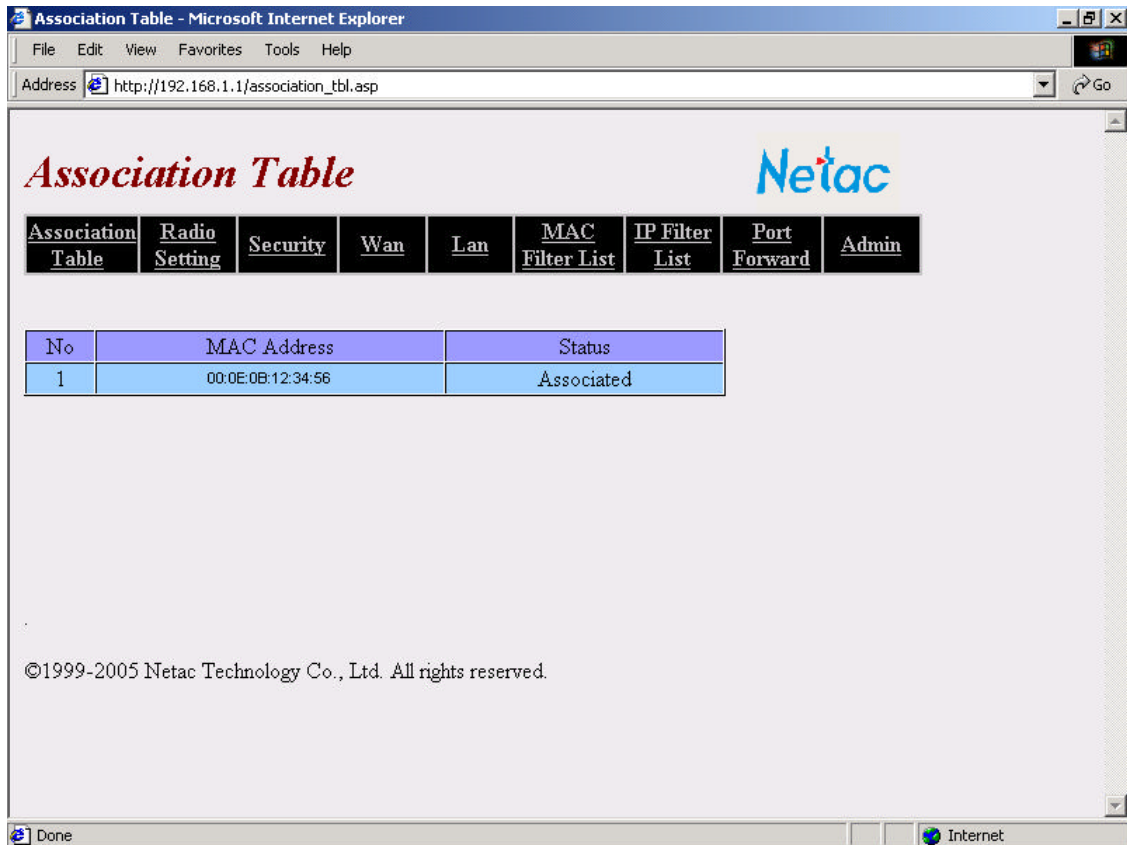 Association Table - Microsoft Internet Explorer
File Edit View Favorites Tools Help
Address http://192.168.1.1/association_tbl.asp Go
Association Table
Netac
Association Table Radio Setting Security Wan Lan MAC Filter List IP Filter List Port Forward Admin
No MAC Address Status
1 00:0E:0B:12:34:56 Associated
.
©1999-2005 Netac Technology Co., Ltd. All rights reserved.
Done Internet